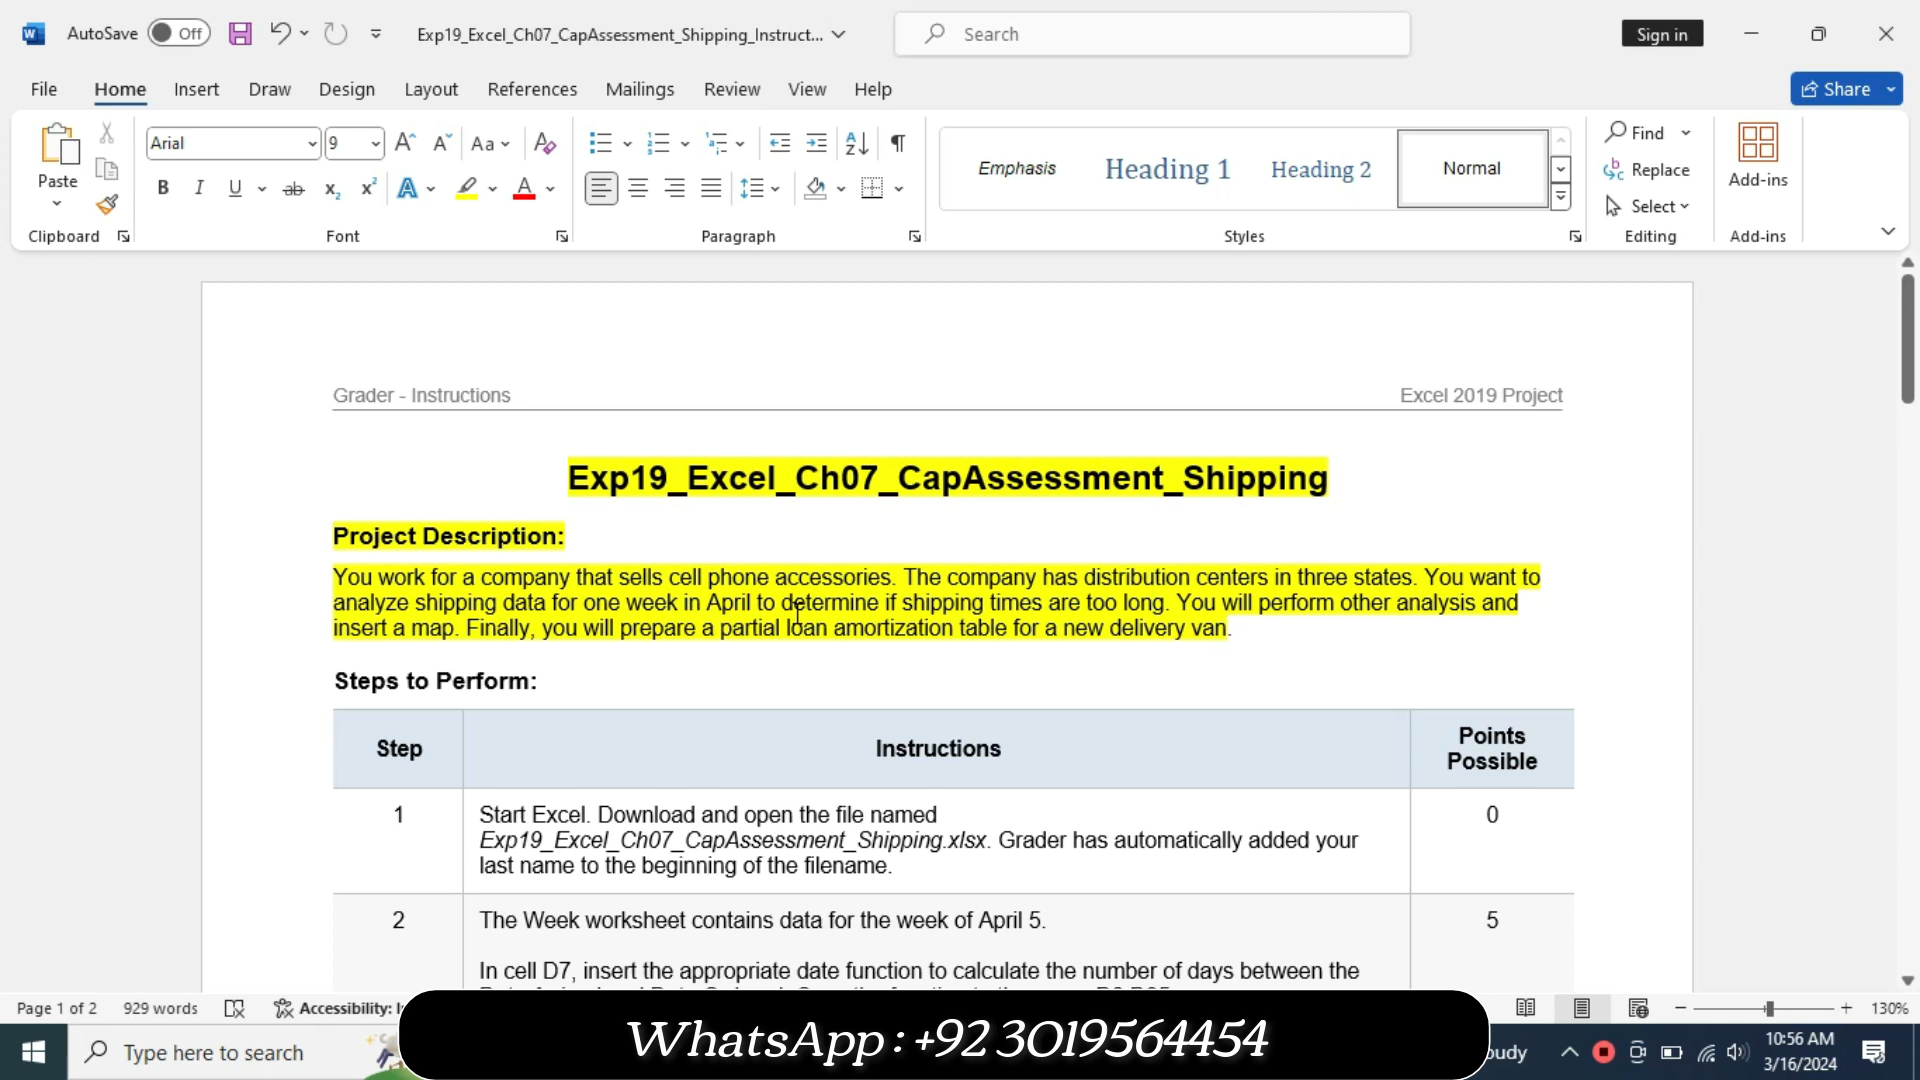 AutoSave Off Exp19_Excel_Ch07_CapAssessment_Shipping_Instruct... Search Sign in
File Home Insert Draw Design Layout References Mailings Review View Help Share
Paste
Clipboard
Arial 9 Aa
B I U ab x₂ x² A A
Font
Paragraph
Emphasis Heading 1 Heading 2 Normal
Styles
Find
Replace
Select
Editing
Add-ins
Add-ins
Grader - Instructions Excel 2019 Project
Exp19_Excel_Ch07_CapAssessment_Shipping
Project Description:
You work for a company that sells cell phone accessories. The company has distribution centers in three states. You want to
analyze shipping data for one week in April to determine if shipping times are too long. You will perform other analysis and
insert a map. Finally, you will prepare a partial loan amortization table for a new delivery van.
Steps to Perform:
Step Instructions Points Possible
1 Start Excel. Download and open the file named 0
Exp19_Excel_Ch07_CapAssessment_Shipping.xlsx. Grader has automatically added your
last name to the beginning of the filename.
2 The Week worksheet contains data for the week of April 5. 5
In cell D7, insert the appropriate date function to calculate the number of days between the
Page 1 of 2 929 words Accessibility: 130%
WhatsApp : +92 3019564454
Type here to search oudy 10:56 AM
3/16/2024